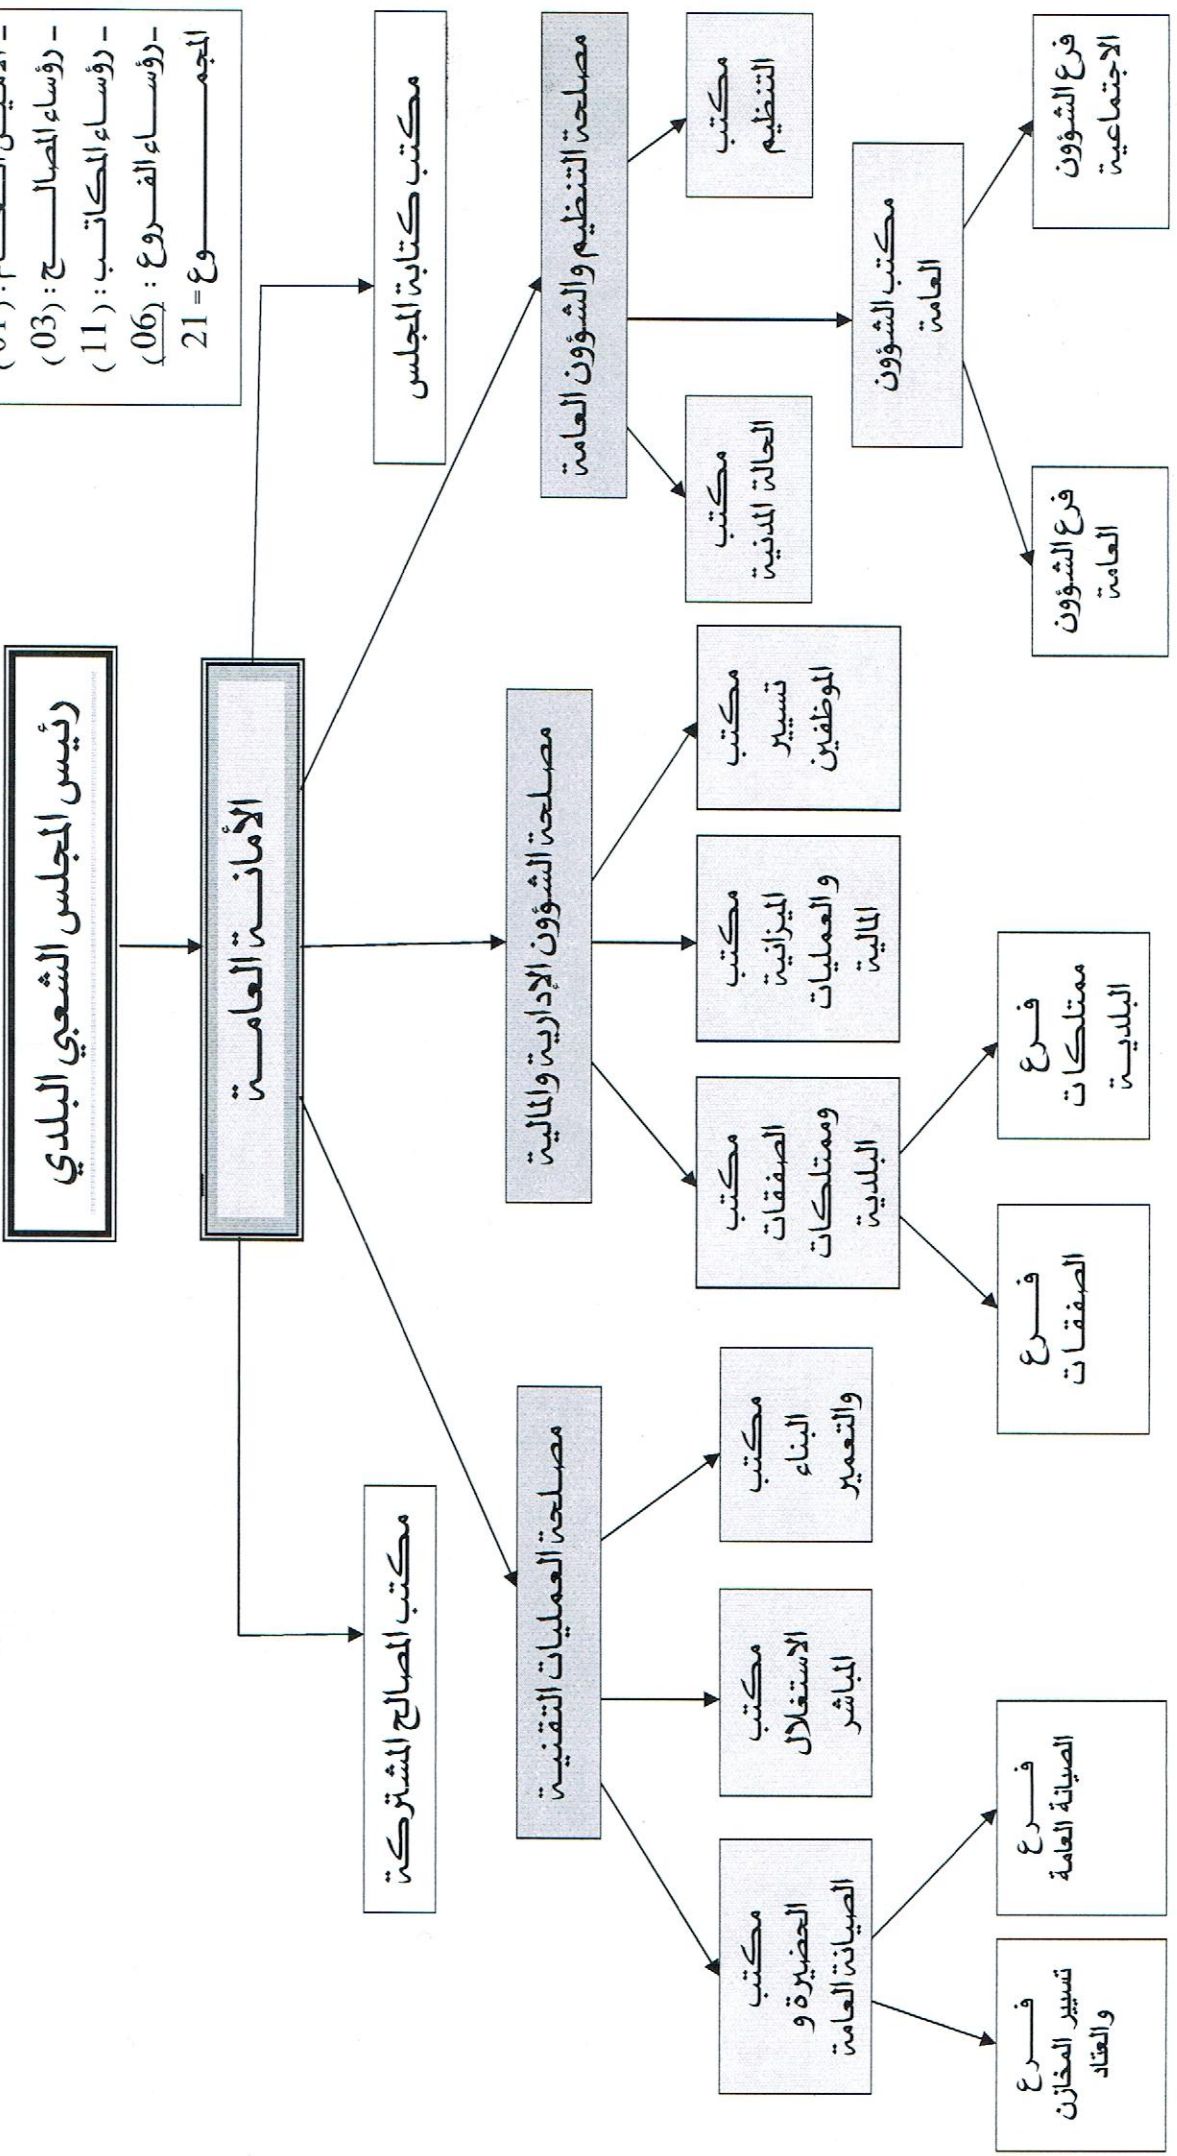 رئيس المجلس الشعبي البلدي
الأمانة العامة
(03) : رؤساء المصالح -
(11) : رؤساء المكاتب -
(06) : رؤساء الفروع -
المجموع = 21
مكتب كتابة المجلس
مكتب المصالح المشتركة
مصلحة التنظيم والشؤون العامة
مصلحة الشؤون الإدارية والمالية
مصلحة العمليات التقنية
مكتب
التنظيم
مكتب
الحالة المدنية
مكتب الشؤون
العامة
فرع الشؤون
الاجتماعية
فرع الشؤون
العامة
مكتب
تسيير
الموظفين
مكتب
الميزانية
و العمليات
المالية
مكتب
الصفقات
وممتلكات
البلدية
فرع
ممتلكات
البلدية
فرع
الصفقات
مكتب
البناء
والتعمير
مكتب
الاستغلال
المباشر
مكتب
الحضيرة و
الصيانة العامة
فرع
الصيانة العامة
فرع
تسيير المخازن
والعتاد